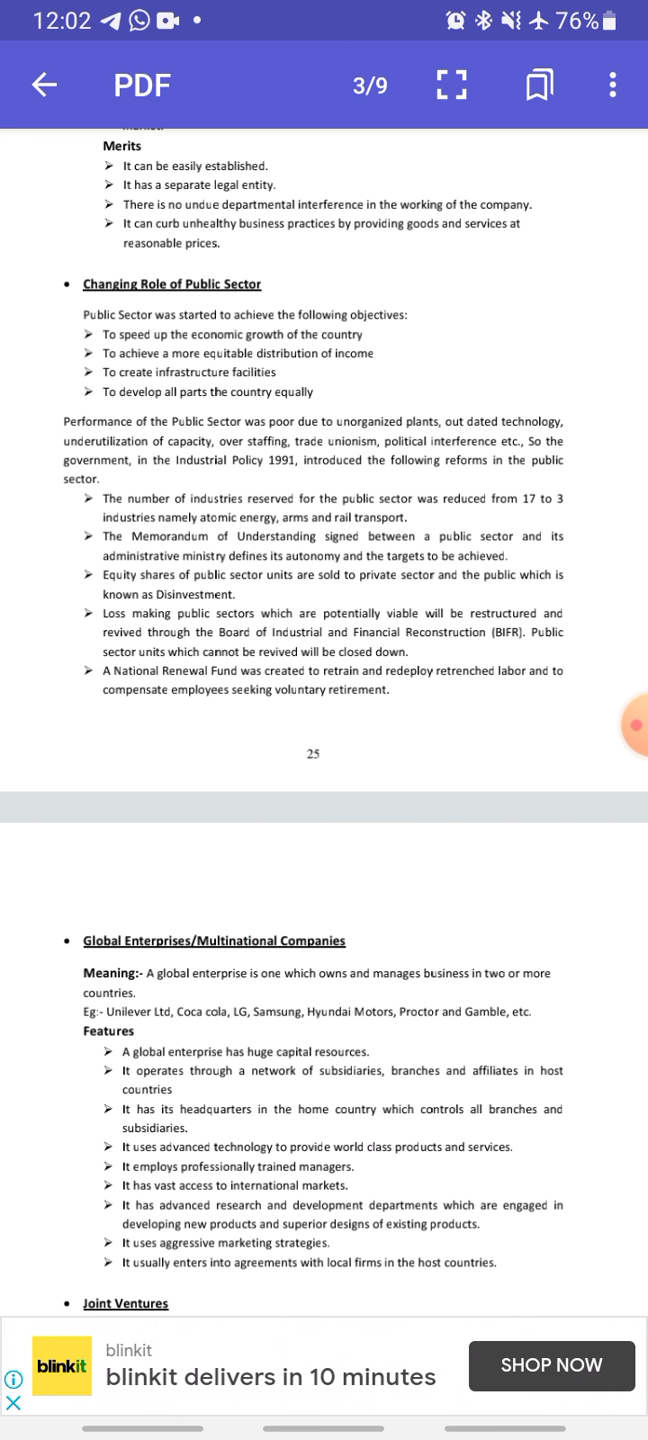 12:02
76%
PDF
3/9
Merits
➤ It can be easily established.
➤ It has a separate legal entity.
➤ There is no undue departmental interference in the working of the company.
➤ It can curb unhealthy business practices by providing goods and services at
reasonable prices.
• Changing Role of Public Sector
Public Sector was started to achieve the following objectives:
➤ To speed up the economic growth of the country
➤ To achieve a more equitable distribution of income
➤ To create infrastructure facilities
➤ To develop all parts the country equally
Performance of the Public Sector was poor due to unorganized plants, out dated technology,
underutilization of capacity, over staffing, trade unionism, political interference etc., So the
government, in the Industrial Policy 1991, introduced the following reforms in the public
sector.
➤ The number of industries reserved for the public sector was reduced from 17 to 3
industries namely atomic energy, arms and rail transport.
➤ The Memorandum of Understanding signed between a public sector and its
administrative ministry defines its autonomy and the targets to be achieved.
➤ Equity shares of public sector units are sold to private sector and the public which is
known as Disinvestment.
➤ Loss making public sectors which are potentially viable will be restructured and
revived through the Board of Industrial and Financial Reconstruction (BIFR). Public
sector units which cannot be revived will be closed down.
➤ A National Renewal Fund was created to retrain and redeploy retrenched labor and to
compensate employees seeking voluntary retirement.
25
• Global Enterprises/Multinational Companies
Meaning:- A global enterprise is one which owns and manages business in two or more
countries.
Eg:- Unilever Ltd, Coca cola, LG, Samsung, Hyundai Motors, Proctor and Gamble, etc.
Features
➤ A global enterprise has huge capital resources.
➤ It operates through a network of subsidiaries, branches and affiliates in host
countries
➤ It has its headquarters in the home country which controls all branches and
subsidiaries.
➤ It uses advanced technology to provide world class products and services.
➤ It employs professionally trained managers.
➤ It has vast access to international markets.
➤ It has advanced research and development departments which are engaged in
developing new products and superior designs of existing products.
➤ It uses aggressive marketing strategies.
➤ It usually enters into agreements with local firms in the host countries.
• Joint Ventures
blinkit
blinkit
blinkit delivers in 10 minutes
SHOP NOW